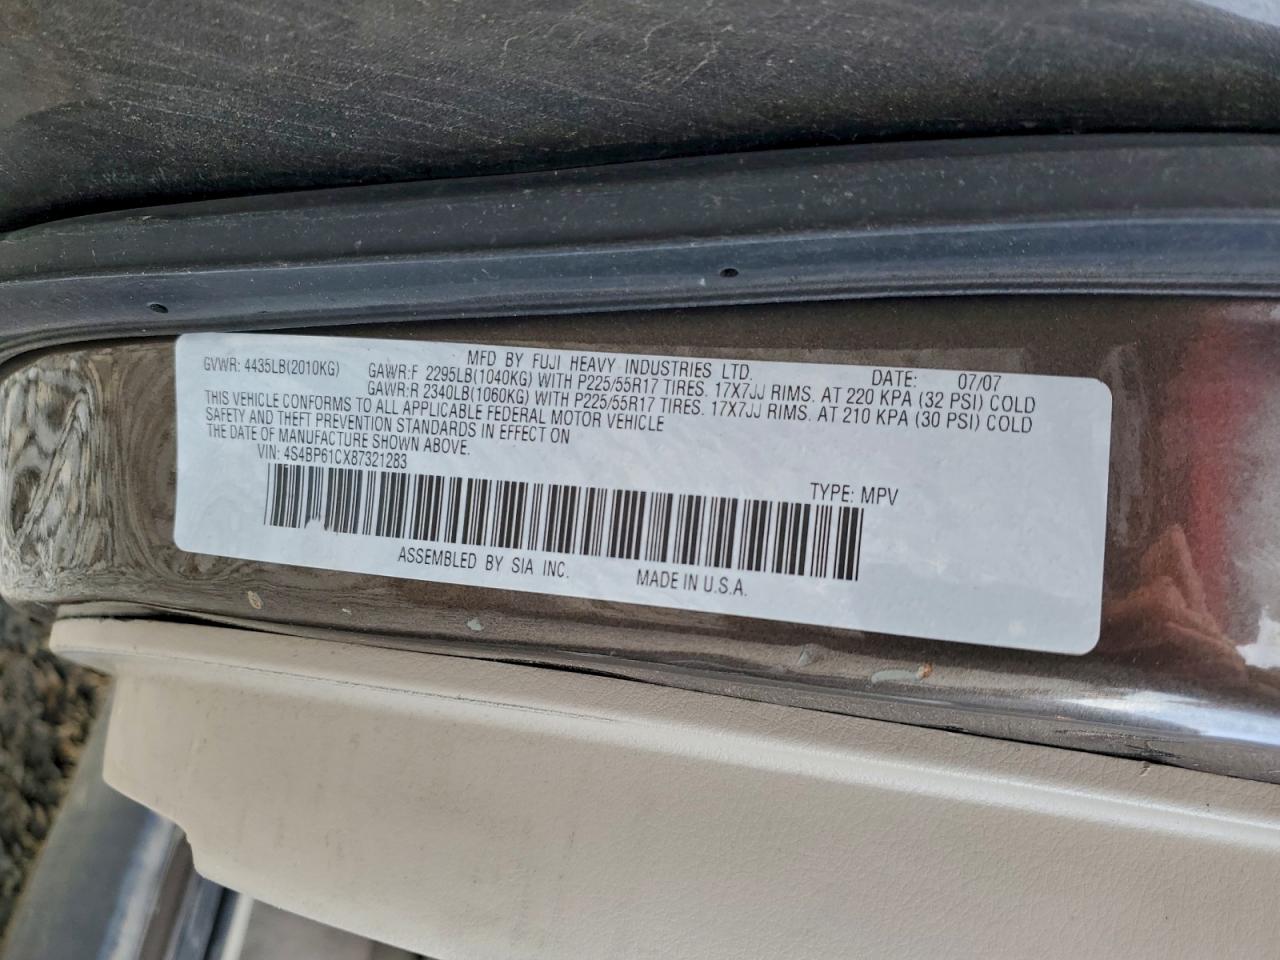 MFD BY FUJI HEAVY INDUSTRIES LTD. DATE: 07/07
GVWR: 4435LB(2010KG) GAWR:F 2295LB(1040KG) WITH P225/55R17 TIRES. 17X7JJ RIMS. AT 220 KPA (32 PSI) COLD
GAWR:R 2340LB(1060KG) WITH P225/55R17 TIRES. 17X7JJ RIMS. AT 210 KPA (30 PSI) COLD
THIS VEHICLE CONFORMS TO ALL APPLICABLE FEDERAL MOTOR VEHICLE
SAFETY AND THEFT PREVENTION STANDARDS IN EFFECT ON
THE DATE OF MANUFACTURE SHOWN ABOVE.
VIN: 4S4BP61CX87321283
TYPE: MPV
ASSEMBLED BY SIA INC. MADE IN U.S.A.